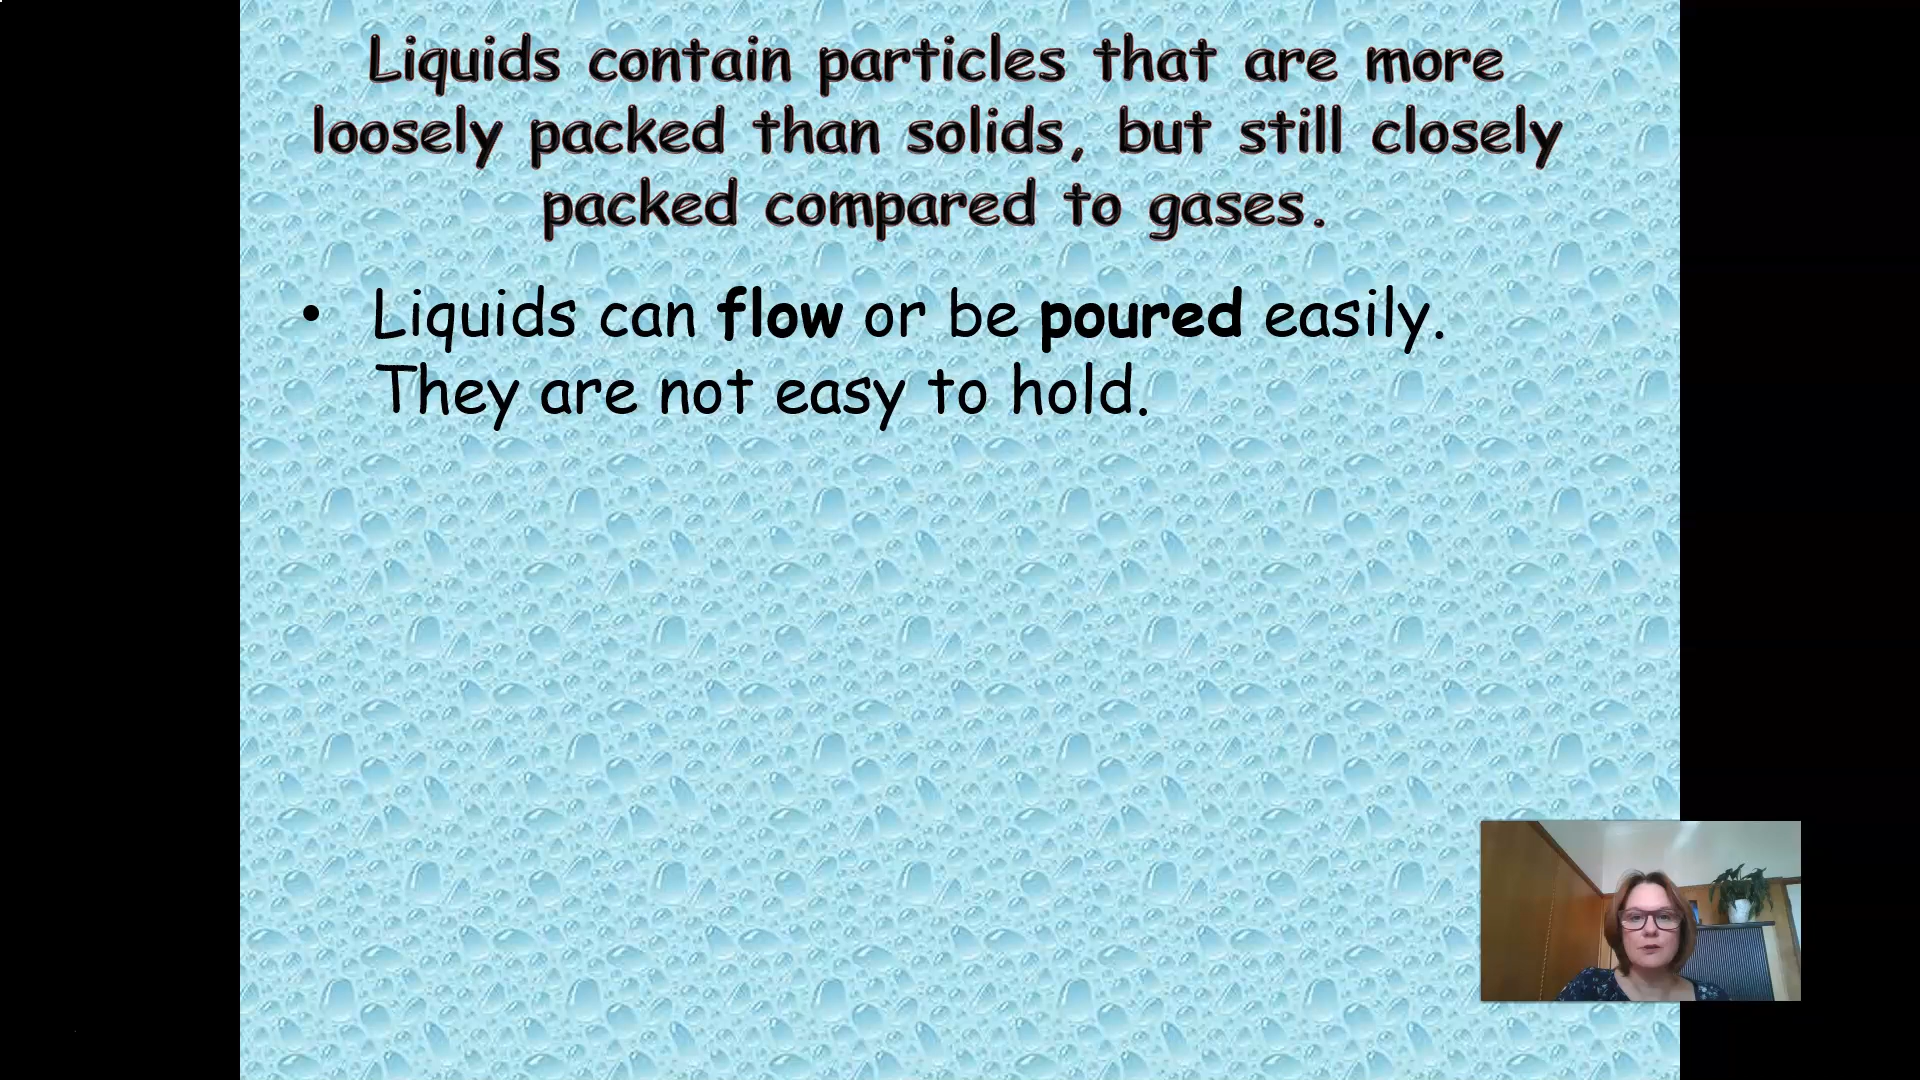 Liquids contain particles that are more
loosely packed than solids, but still closely
packed compared to gases.
• Liquids can flow or be poured easily.
They are not easy to hold.